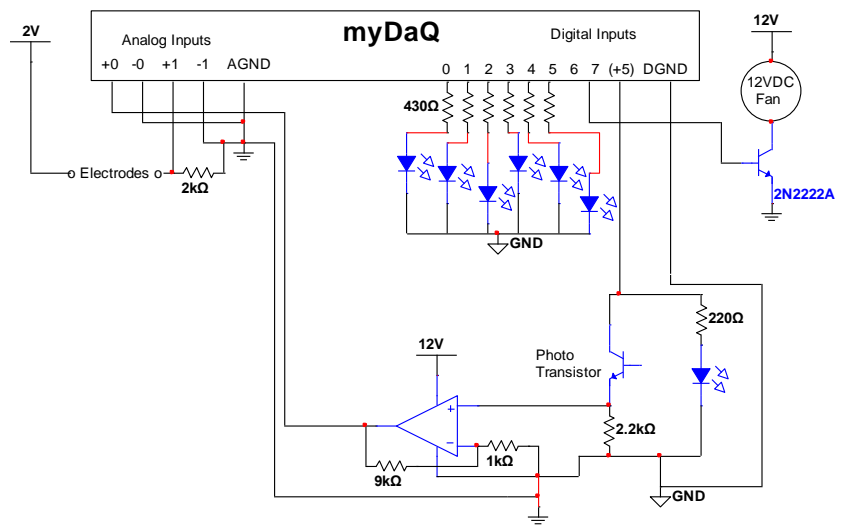 2V
Analog Inputs
myDaQ
Digital Inputs
12V
+0 -0 +1 -1 AGND
0 1 2 3 4 5 6 7 (+5) DGND
12VDC
Fan
430Ω
o Electrodes o
2kΩ
2N2222A
GND
220Ω
12V
Photo
Transistor
+
−
2.2kΩ
1kΩ
9kΩ
GND